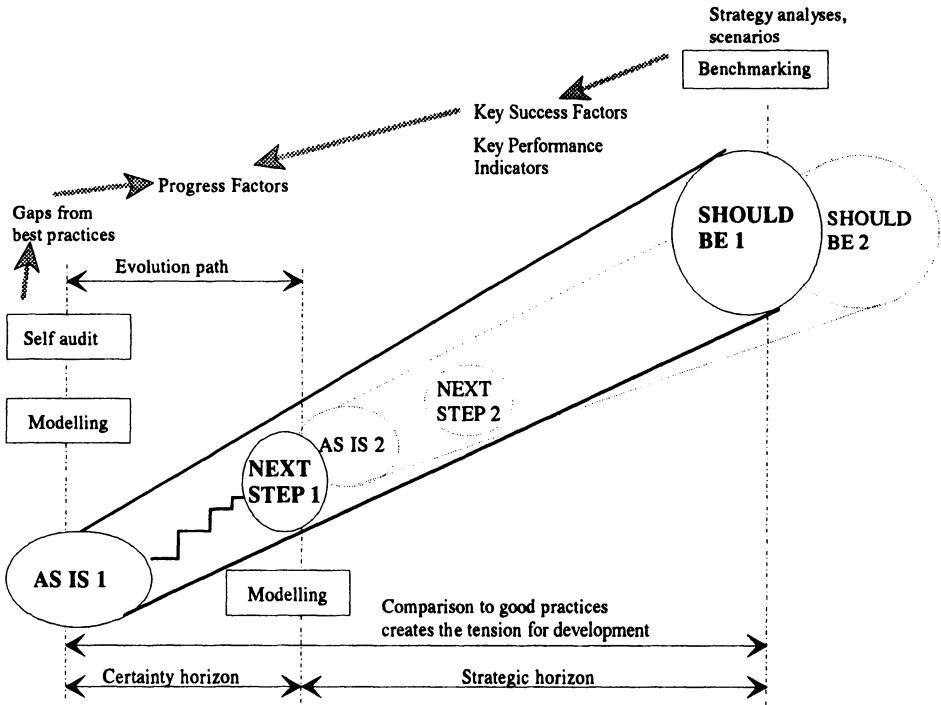 Strategy analyses,
scenarios
Benchmarking
Key Success Factors
Key Performance
Indicators
Progress Factors
Gaps from
best practices
SHOULD
BE 1
SHOULD
BE 2
Evolution path
Self audit
Modelling
NEXT
STEP 2
AS IS 2
NEXT
STEP 1
AS IS 1
Modelling
Comparison to good practices
creates the tension for development
Certainty horizon
Strategic horizon